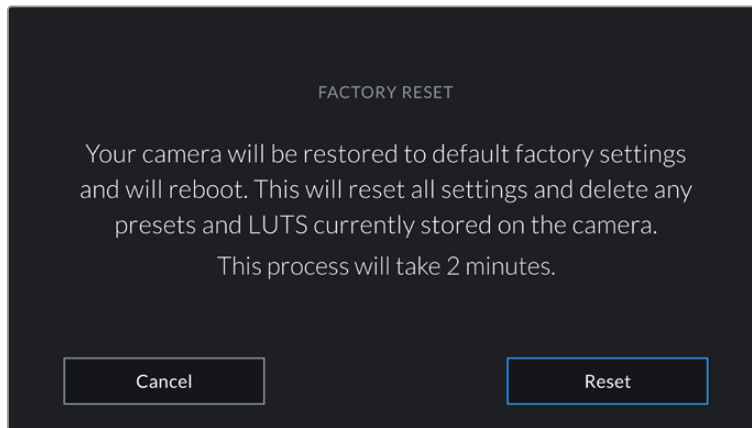 FACTORY RESET
Your camera will be restored to default factory settings
and will reboot. This will reset all settings and delete any
presets and LUTS currently stored on the camera.
This process will take 2 minutes.
Cancel
Reset